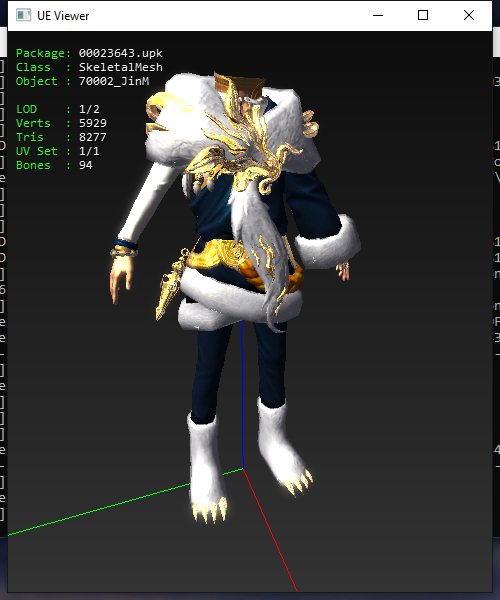 UE Viewer
Package: 00023643.upk
Class : SkeletalMesh
Object : 70002_JinM
LOD : 1/2
Verts : 5929
Tris : 8277
UV Set : 1/1
Bones : 94